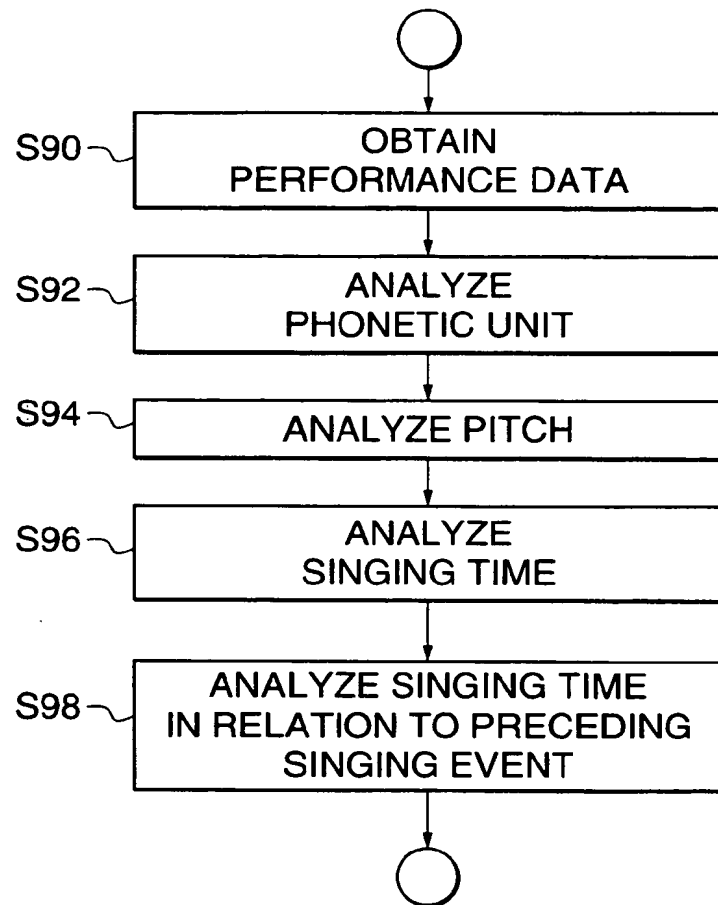 S90
OBTAIN
PERFORMANCE DATA
S92
ANALYZE
PHONETIC UNIT
S94
ANALYZE PITCH
S96
ANALYZE
SINGING TIME
S98
ANALYZE SINGING TIME
IN RELATION TO PRECEDING
SINGING EVENT